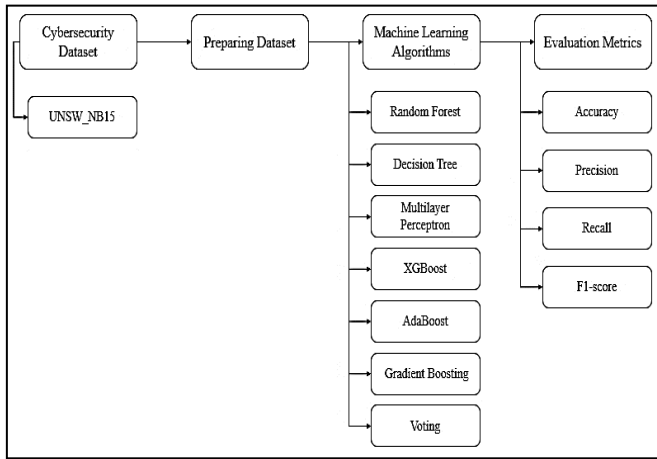 Cybersecurity
Dataset
Preparing Dataset
Machine Learning
Algorithms
Evaluation Metrics
UNSW_NB15
Random Forest
Decision Tree
Multilayer
Perceptron
XGBoost
AdaBoost
Gradient Boosting
Voting
Accuracy
Precision
Recall
F1-score